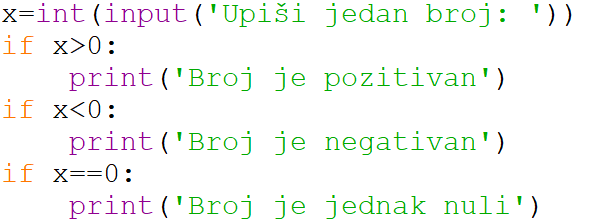 x=int(input('Upiši jedan broj: '))
if x>0:
    print('Broj je pozitivan')
if x<0:
    print('Broj je negativan')
if x==0:
    print('Broj je jednak nuli')